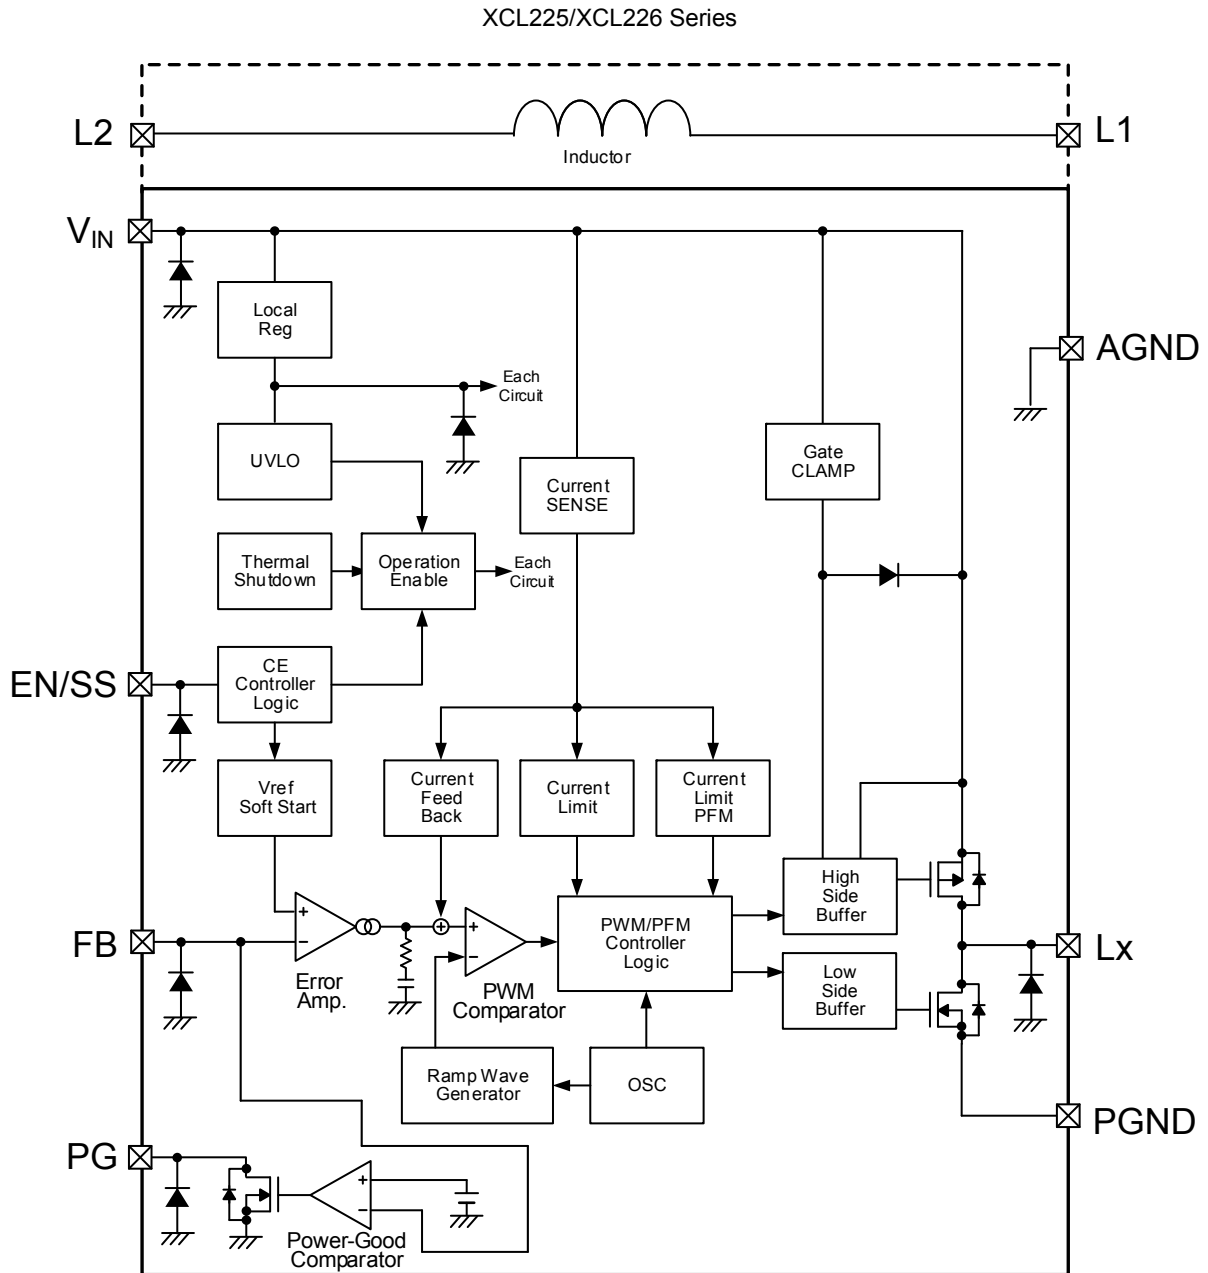 XCL225/XCL226 Series
L2
L1
Inductor
VIN
Local
Reg
AGND
Each
Circuit
UVLO
Gate
CLAMP
Current
SENSE
Thermal
Shutdown
Operation
Enable
Each
Circuit
EN/SS
CE
Controller
Logic
Vref
Soft Start
Current
Feed
Back
Current
Limit
Current
Limit
PFM
High
Side
Buffer
FB
+
−
Error
Amp.
+
+
−
PWM
Comparator
PWM/PFM
Controller
Logic
Lx
Low
Side
Buffer
Ramp Wave
Generator
OSC
PGND
PG
+
−
Power-Good
Comparator